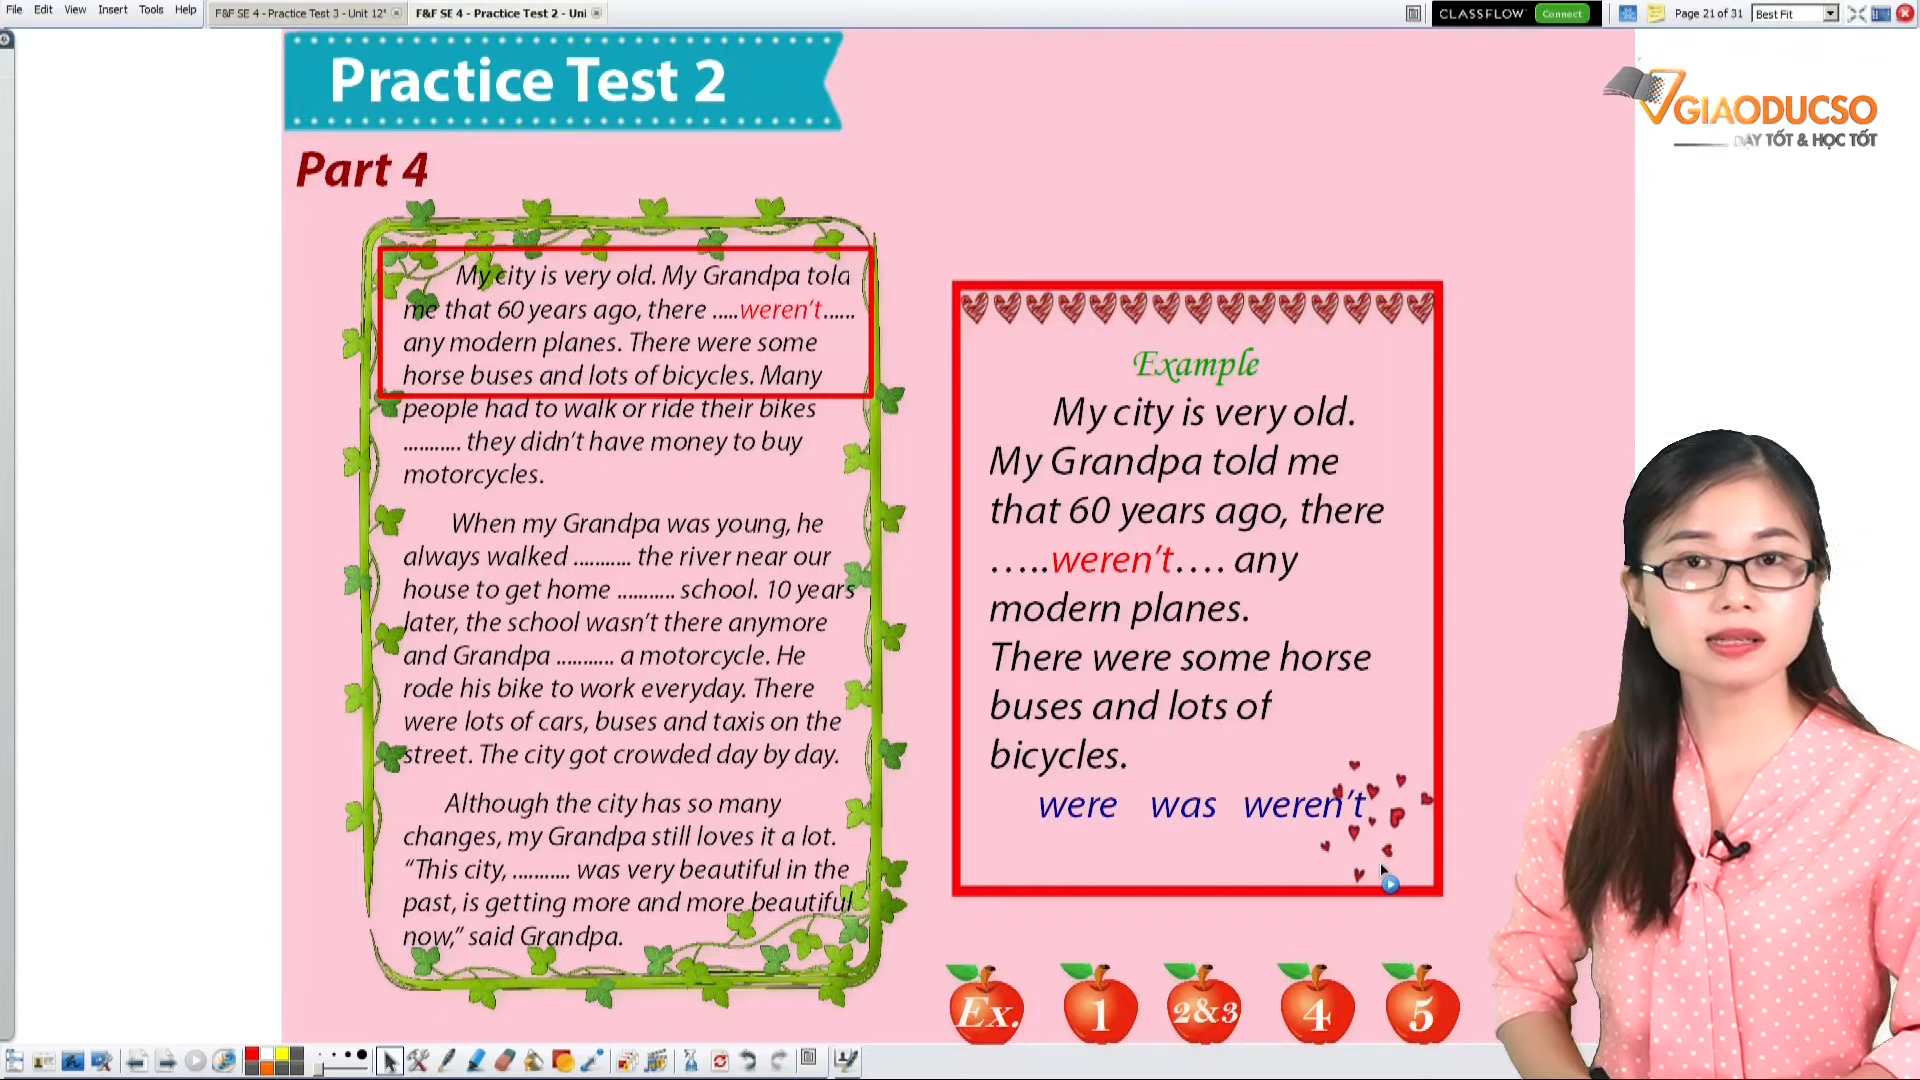 File Edit View Insert Tools Help
F&F SE 4 - Practice Test 3 - Unit 12*
F&F SE 4 - Practice Test 2 - Uni
CLASSFLOW Connect
Page 21 of 31
Best Fit
Practice Test 2
GIAODUCSO
DẠY TỐT & HỌC TỐT
Part 4
My city is very old. My Grandpa told
me that 60 years ago, there .....weren't......
any modern planes. There were some
horse buses and lots of bicycles. Many
people had to walk or ride their bikes
........... they didn't have money to buy
motorcycles.
When my Grandpa was young, he
always walked ........... the river near our
house to get home ........... school. 10 years
later, the school wasn't there anymore
and Grandpa ........... a motorcycle. He
rode his bike to work everyday. There
were lots of cars, buses and taxis on the
street. The city got crowded day by day.
Although the city has so many
changes, my Grandpa still loves it a lot.
“This city, ........... was very beautiful in the
past, is getting more and more beautiful
now,” said Grandpa.
Example
My city is very old.
My Grandpa told me
that 60 years ago, there
.....weren't.... any
modern planes.
There were some horse
buses and lots of
bicycles.
were was weren't
Ex. 1 2&3 4 5